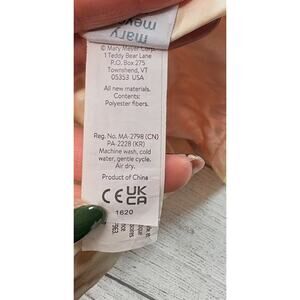 mary
meyer
© Mary Meyer Corp.
1 Teddy Bear Lane
P.O. Box 275
Townshend, VT
05353 USA
All new materials.
Contents:
Polyester fibers.
Reg. No. MA-2798 (CN)
PA-2228 (KR)
Machine wash, cold
water, gentle cycle.
Air dry.
Product of China
CE UK
CA
1620